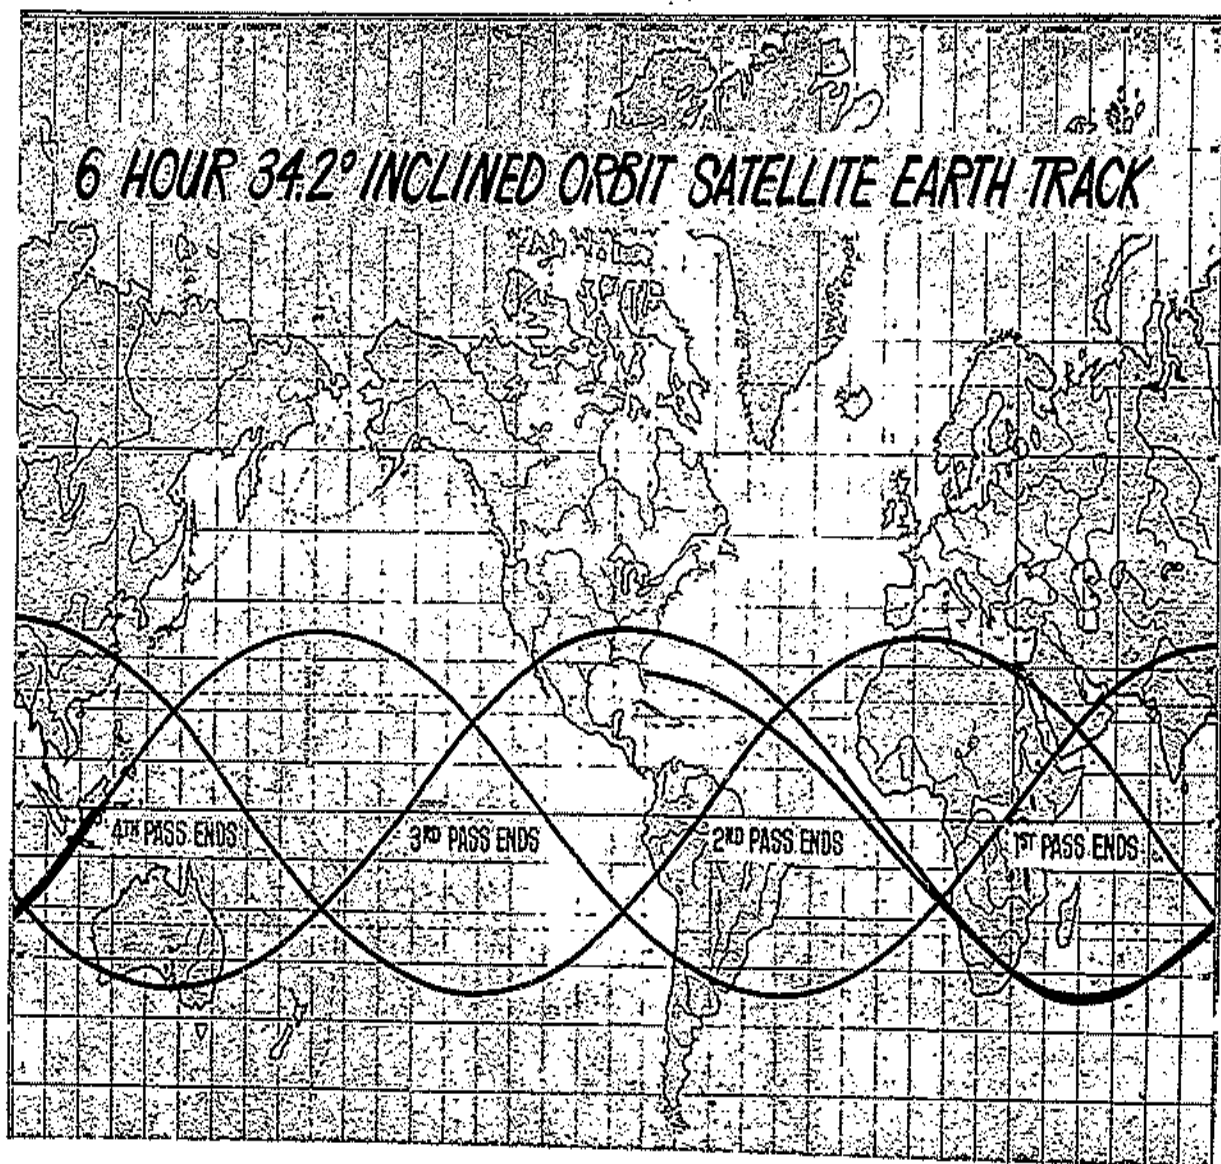 6 HOUR 34.2° INCLINED ORBIT SATELLITE EARTH TRACK
4TH PASS ENDS
3RD PASS ENDS
2ND PASS ENDS
1ST PASS ENDS